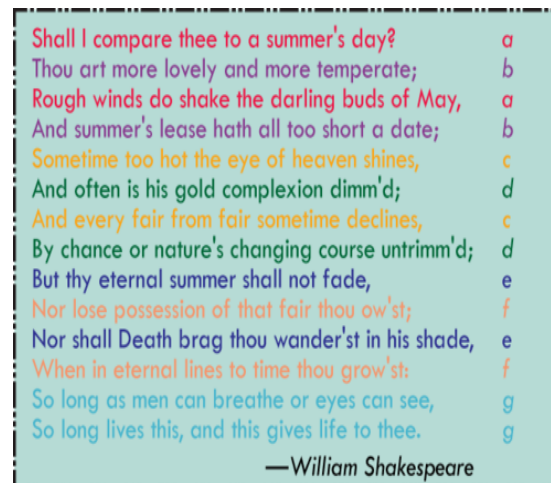 Shall I compare thee to a summer's day? a
Thou art more lovely and more temperate; b
Rough winds do shake the darling buds of May, a
And summer's lease hath all too short a date; b
Sometime too hot the eye of heaven shines, c
And often is his gold complexion dimm'd; d
And every fair from fair sometime declines, c
By chance or nature's changing course untrimm'd; d
But thy eternal summer shall not fade, e
Nor lose possession of that fair thou ow'st; f
Nor shall Death brag thou wander'st in his shade, e
When in eternal lines to time thou grow'st: f
So long as men can breathe or eyes can see, g
So long lives this, and this gives life to thee. g
—William Shakespeare